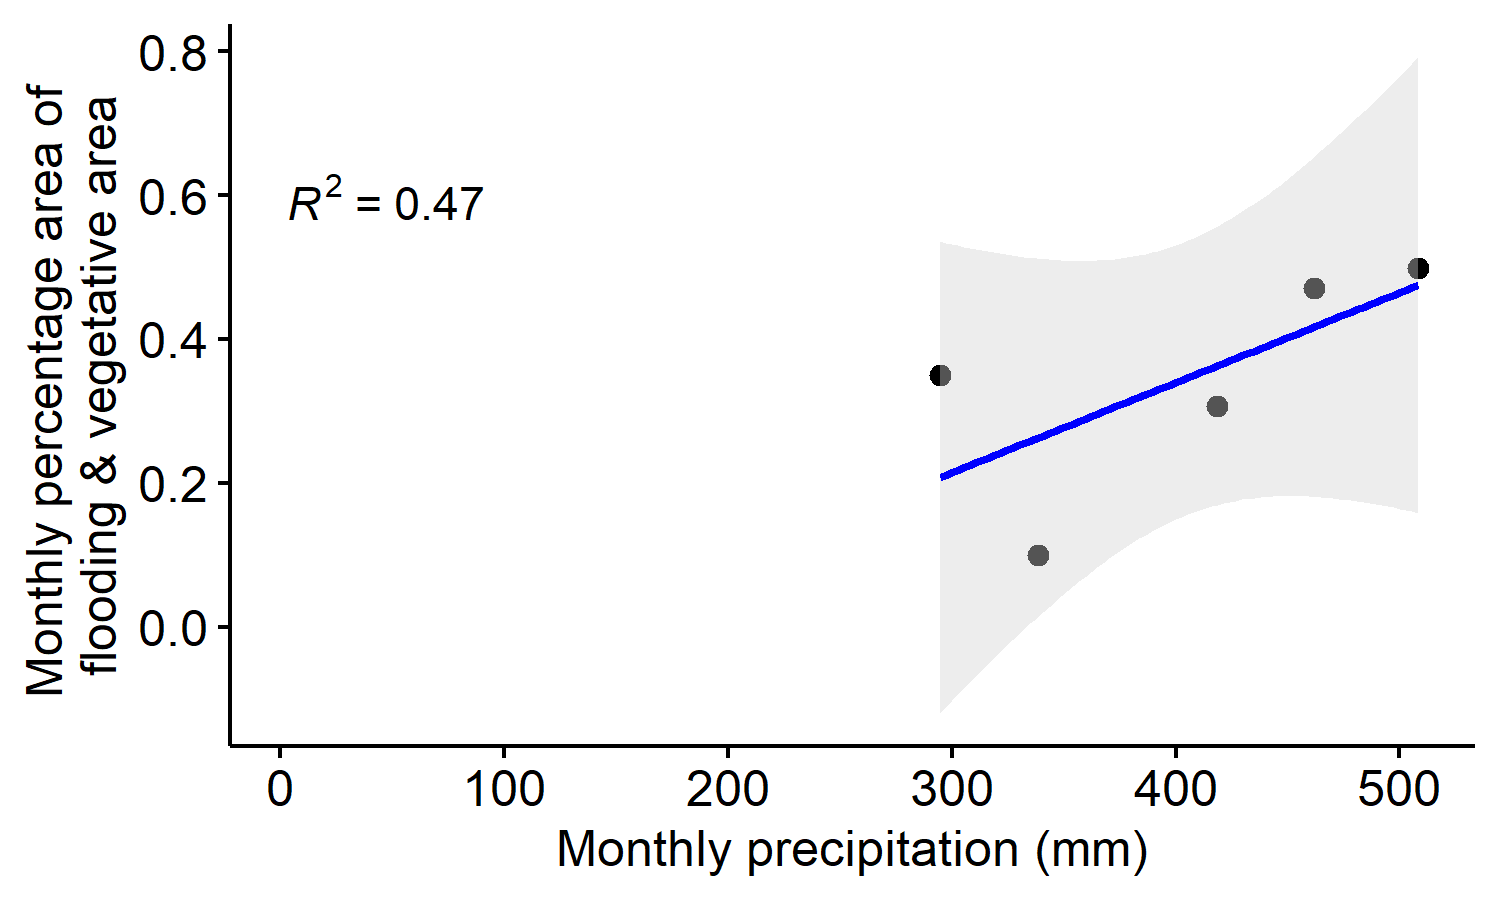 Monthly percentage area of
flooding & vegetative area
0.8
0.6
0.4
0.2
0.0
R² = 0.47
0 100 200 300 400 500
Monthly precipitation (mm)